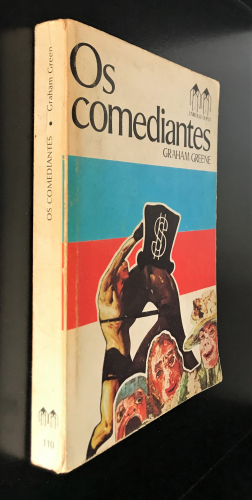 Os
comediantes
GRAHAM GREENE
$
OS COMEDIANTES • Graham Green
110